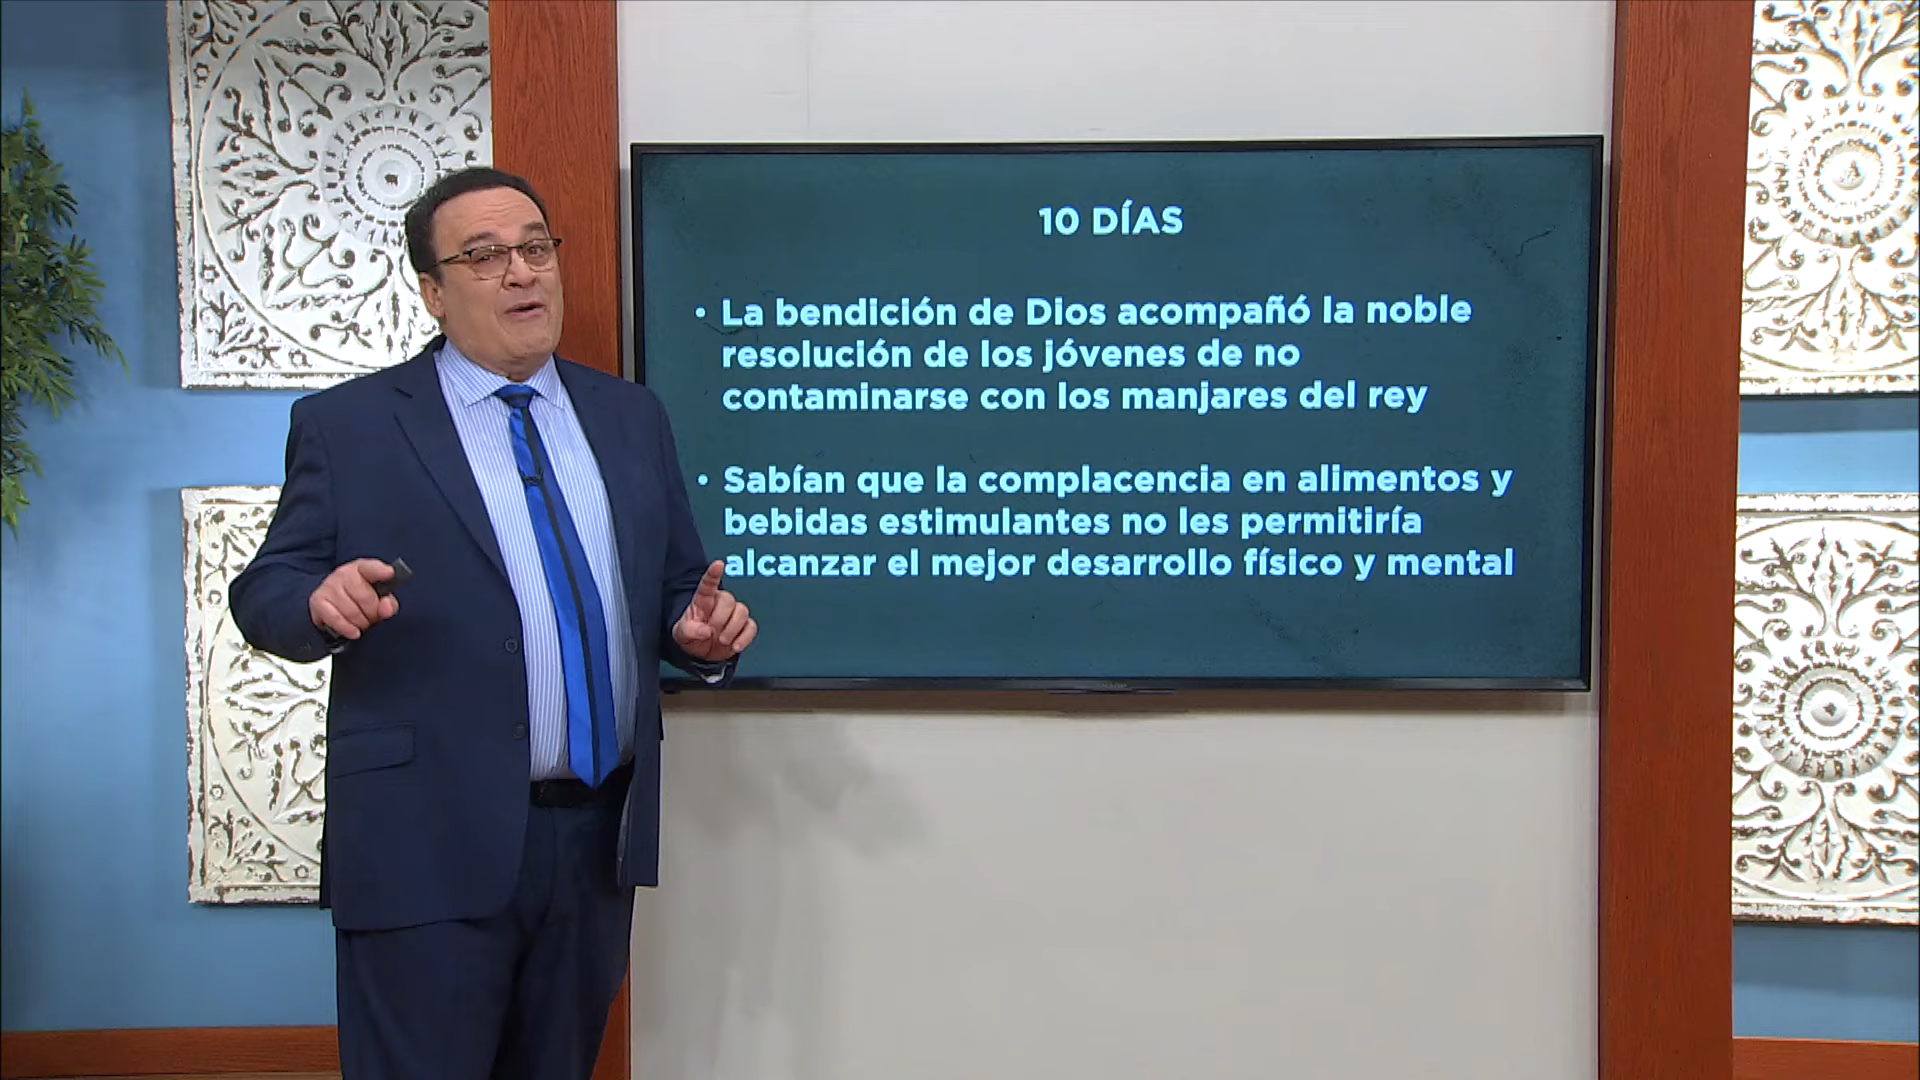 10 DÍAS
• La bendición de Dios acompañó la noble
resolución de los jóvenes de no
contaminarse con los manjares del rey
• Sabían que la complacencia en alimentos y
bebidas estimulantes no les permitiría
alcanzar el mejor desarrollo físico y mental